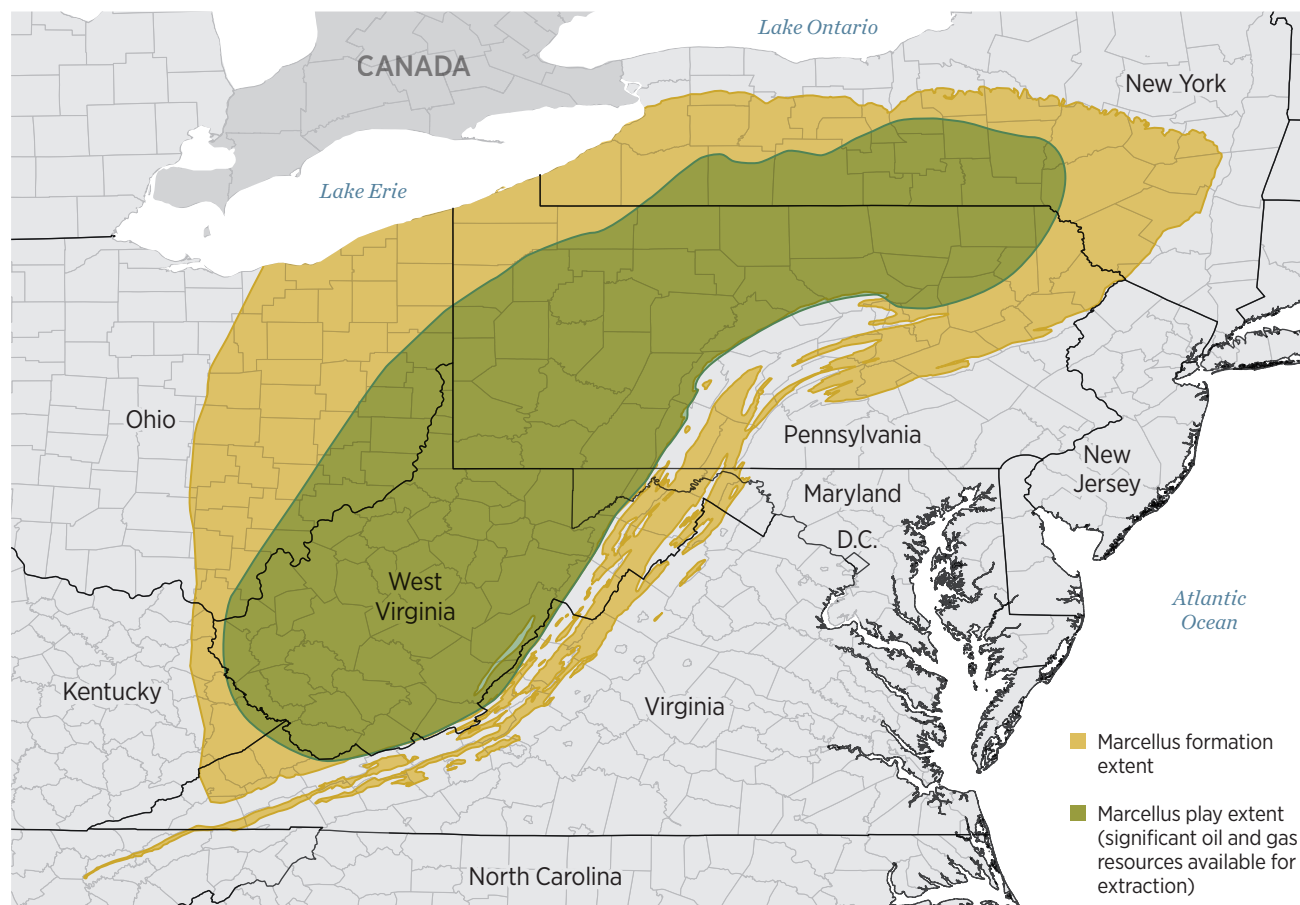 Lake Ontario
CANADA
New York
Lake Erie
Ohio
Pennsylvania
New
Jersey
Maryland
D.C.
West
Virginia
Atlantic
Ocean
Kentucky
Virginia
Marcellus formation
extent
Marcellus play extent
(significant oil and gas
resources available for
extraction)
North Carolina